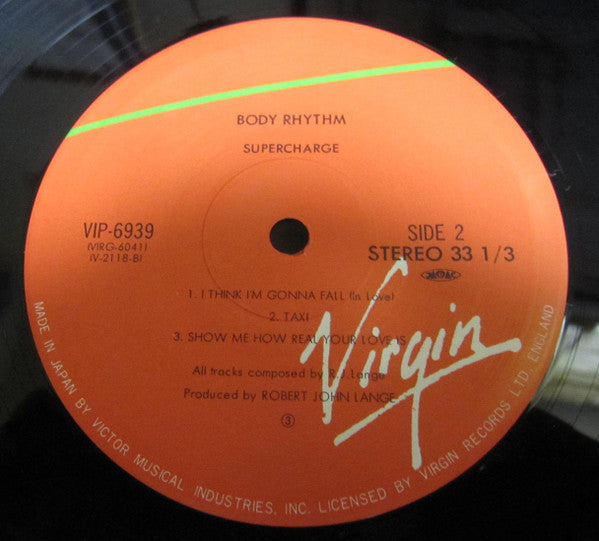 BODY RHYTHM
SUPERCHARGE
VIP-6939
(VIRG-6041)
(V-2118-B)
SIDE 2
STEREO 33 1/3
1. I THINK I'M GONNA FALL (In Love)
2. TAXI
3. SHOW ME HOW REAL YOUR LOVE IS
All tracks composed by R.J. Lange
Produced by ROBERT JOHN LANGE
③
Virgin
MADE IN JAPAN BY VICTOR MUSICAL INDUSTRIES, INC. LICENSED BY VIRGIN RECORDS LTD. ENGLAND